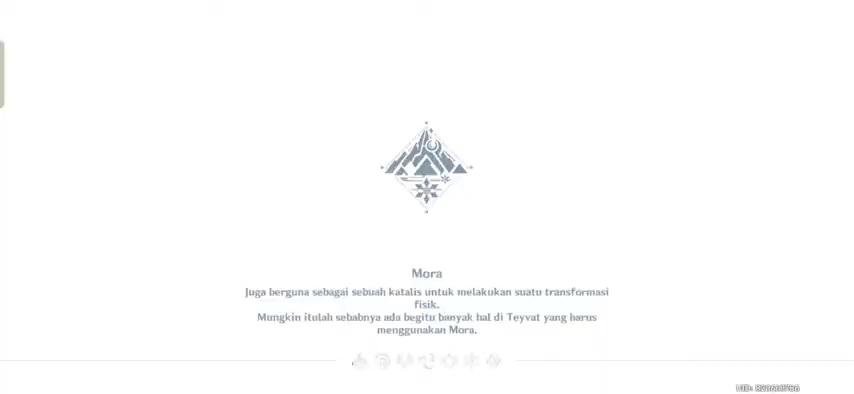 Mora
Juga berguna sebagai sebuah katalis untuk melakukan suatu transformasi
fisik.
Mungkin itulah sebabnya ada begitu banyak hal di Teyvat yang harus
menggunakan Mora.
UID: